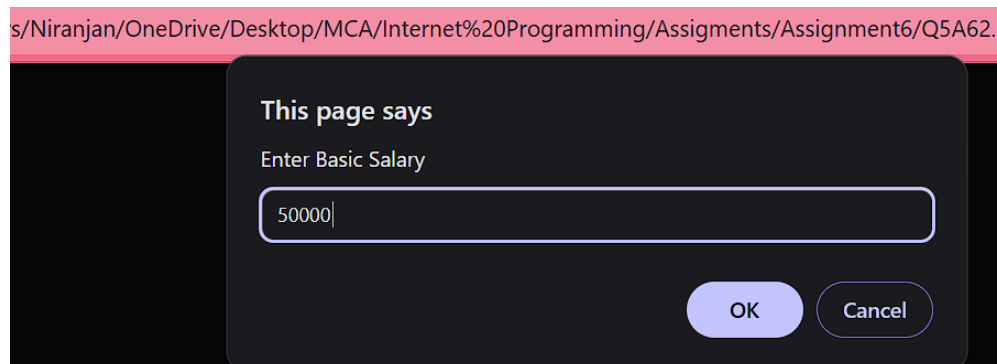 s/Niranjan/OneDrive/Desktop/MCA/Internet%20Programming/Assigments/Assignment6/Q5A62.
This page says
Enter Basic Salary
50000
OK Cancel